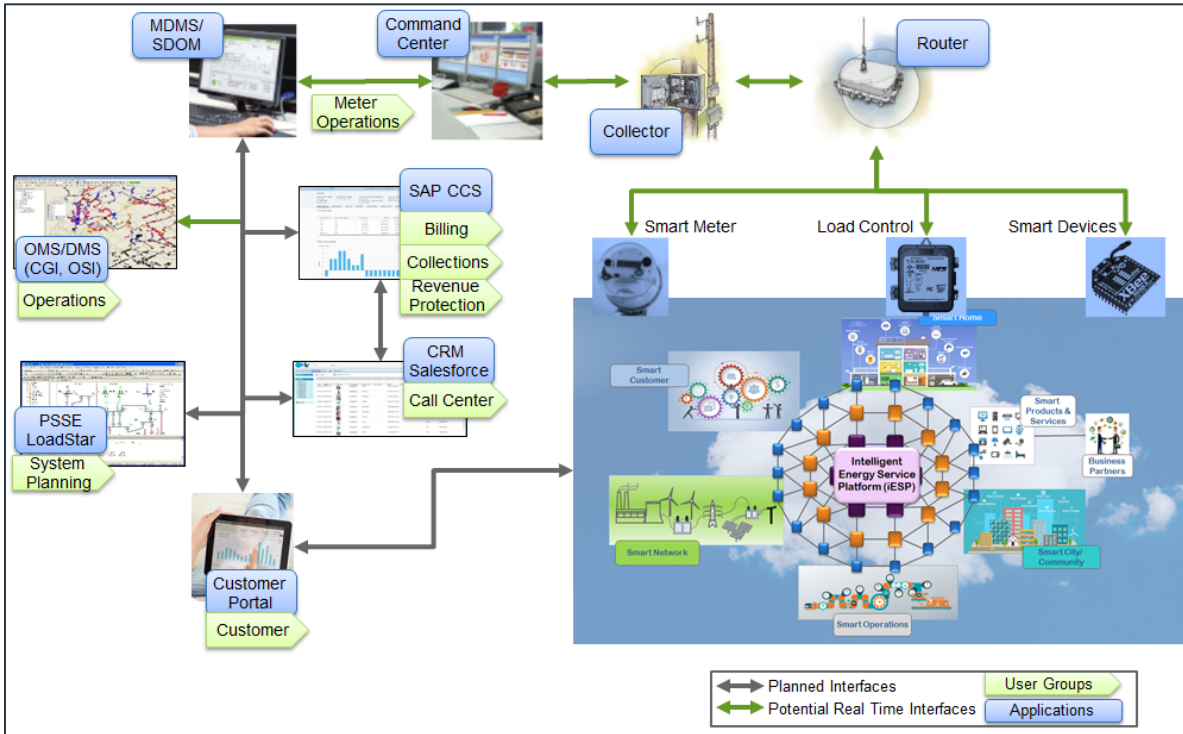 MDMS/
SDOM
Command
Center
Router
Meter
Operations
Collector
SAP CCS
Billing
Collections
Revenue
Protection
OMS/DMS
(CGI, OSI)
Operations
Smart Meter
Load Control
Smart Devices
XBee
Smart Home
CRM
Salesforce
Call Center
PSSE
LoadStar
System
Planning
Smart
Customer
Smart
Products &
Services
Business
Partners
Intelligent
Energy Service
Platform (iESP)
Smart Network
Smart City/
Community
Smart Operations
Customer
Portal
Customer
Planned Interfaces
User Groups
Potential Real Time Interfaces
Applications